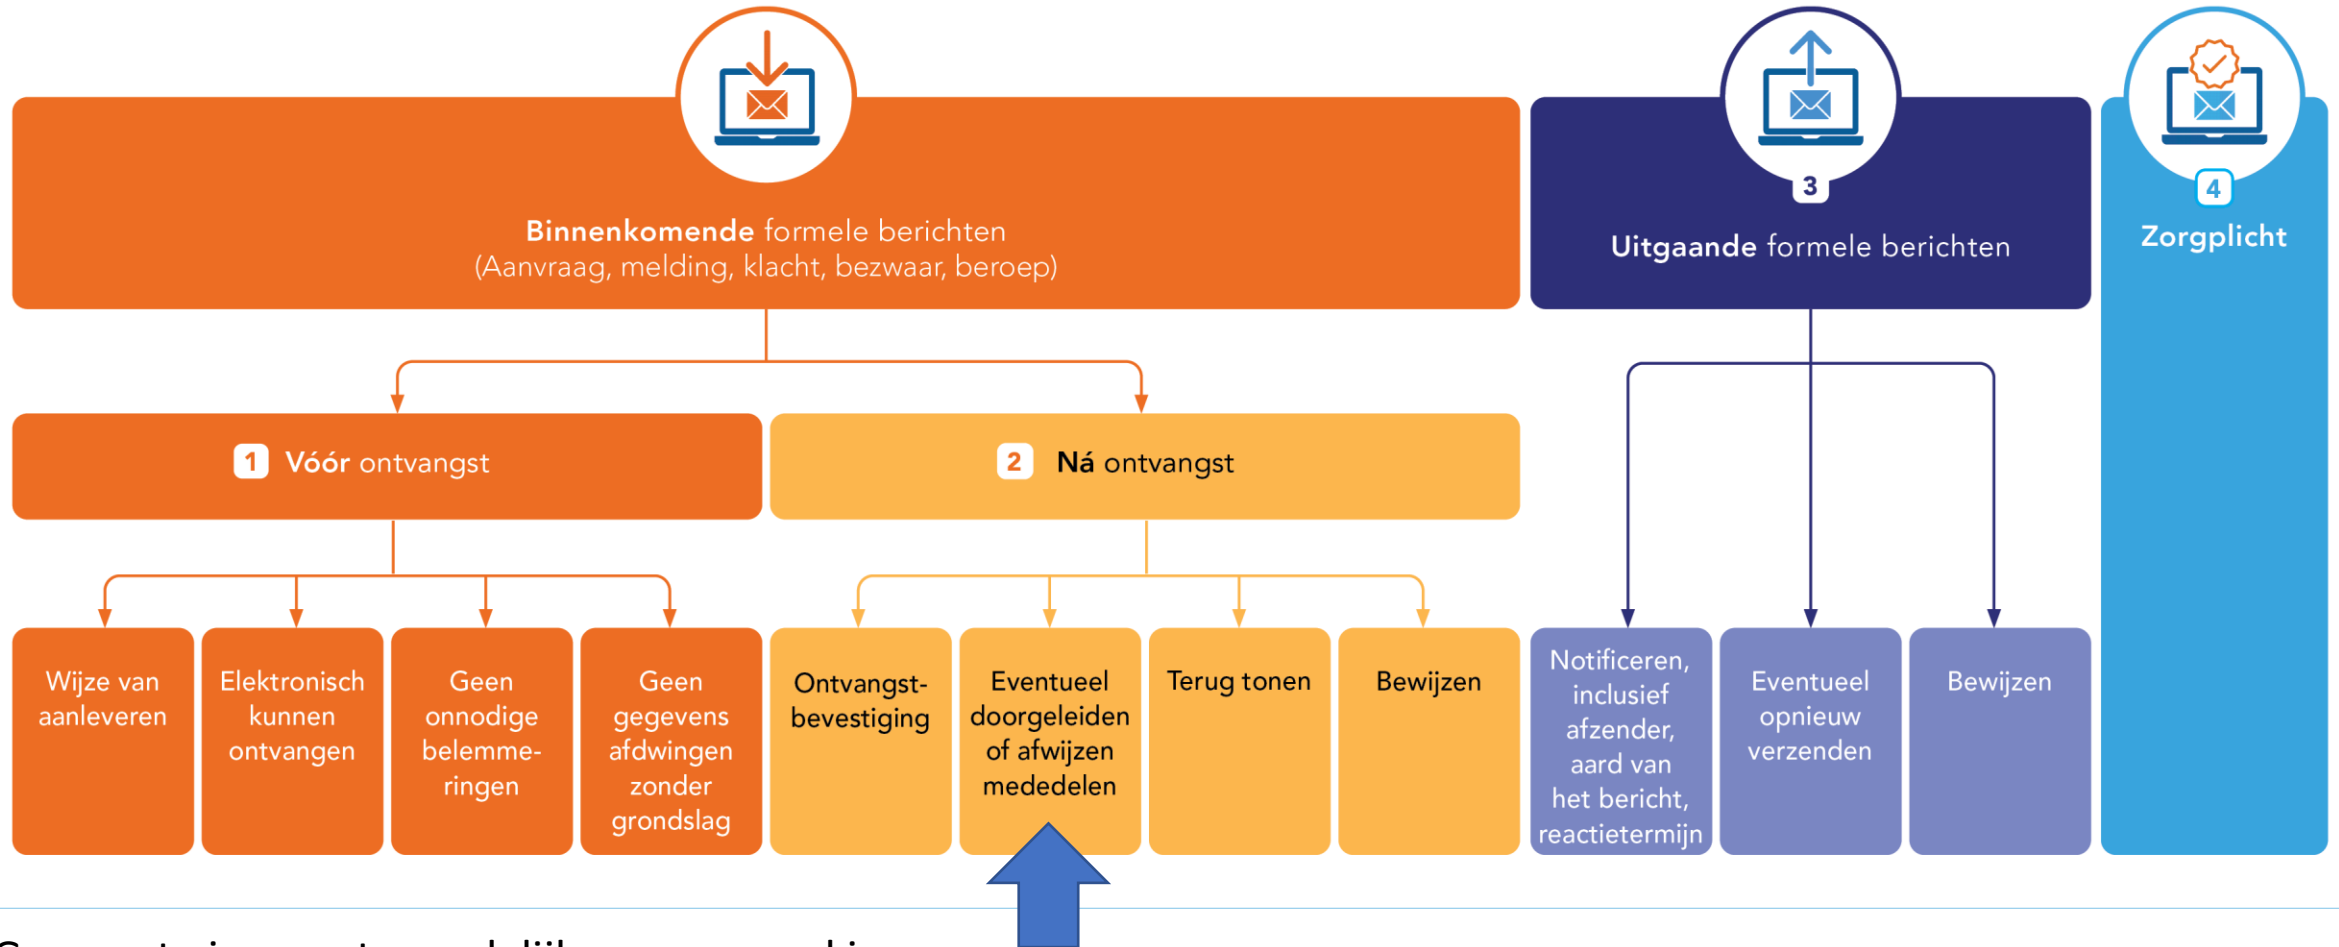 Binnenkomende formele berichten
(Aanvraag, melding, klacht, bezwaar, beroep)
3
Uitgaande formele berichten
4
Zorgplicht
1 Vóór ontvangst
2 Ná ontvangst
Wijze van
aanleveren
Elektronisch
kunnen
ontvangen
Geen
onnodige
belemme-
ringen
Geen
gegevens
afdwingen
zonder
grondslag
Ontvangst-
bevestiging
Eventueel
doorgeleiden
of afwijzen
mededelen
Terug tonen
Bewijzen
Notificeren,
inclusief
afzender,
aard van
het bericht,
reactietermijn
Eventueel
opnieuw
verzenden
Bewijzen